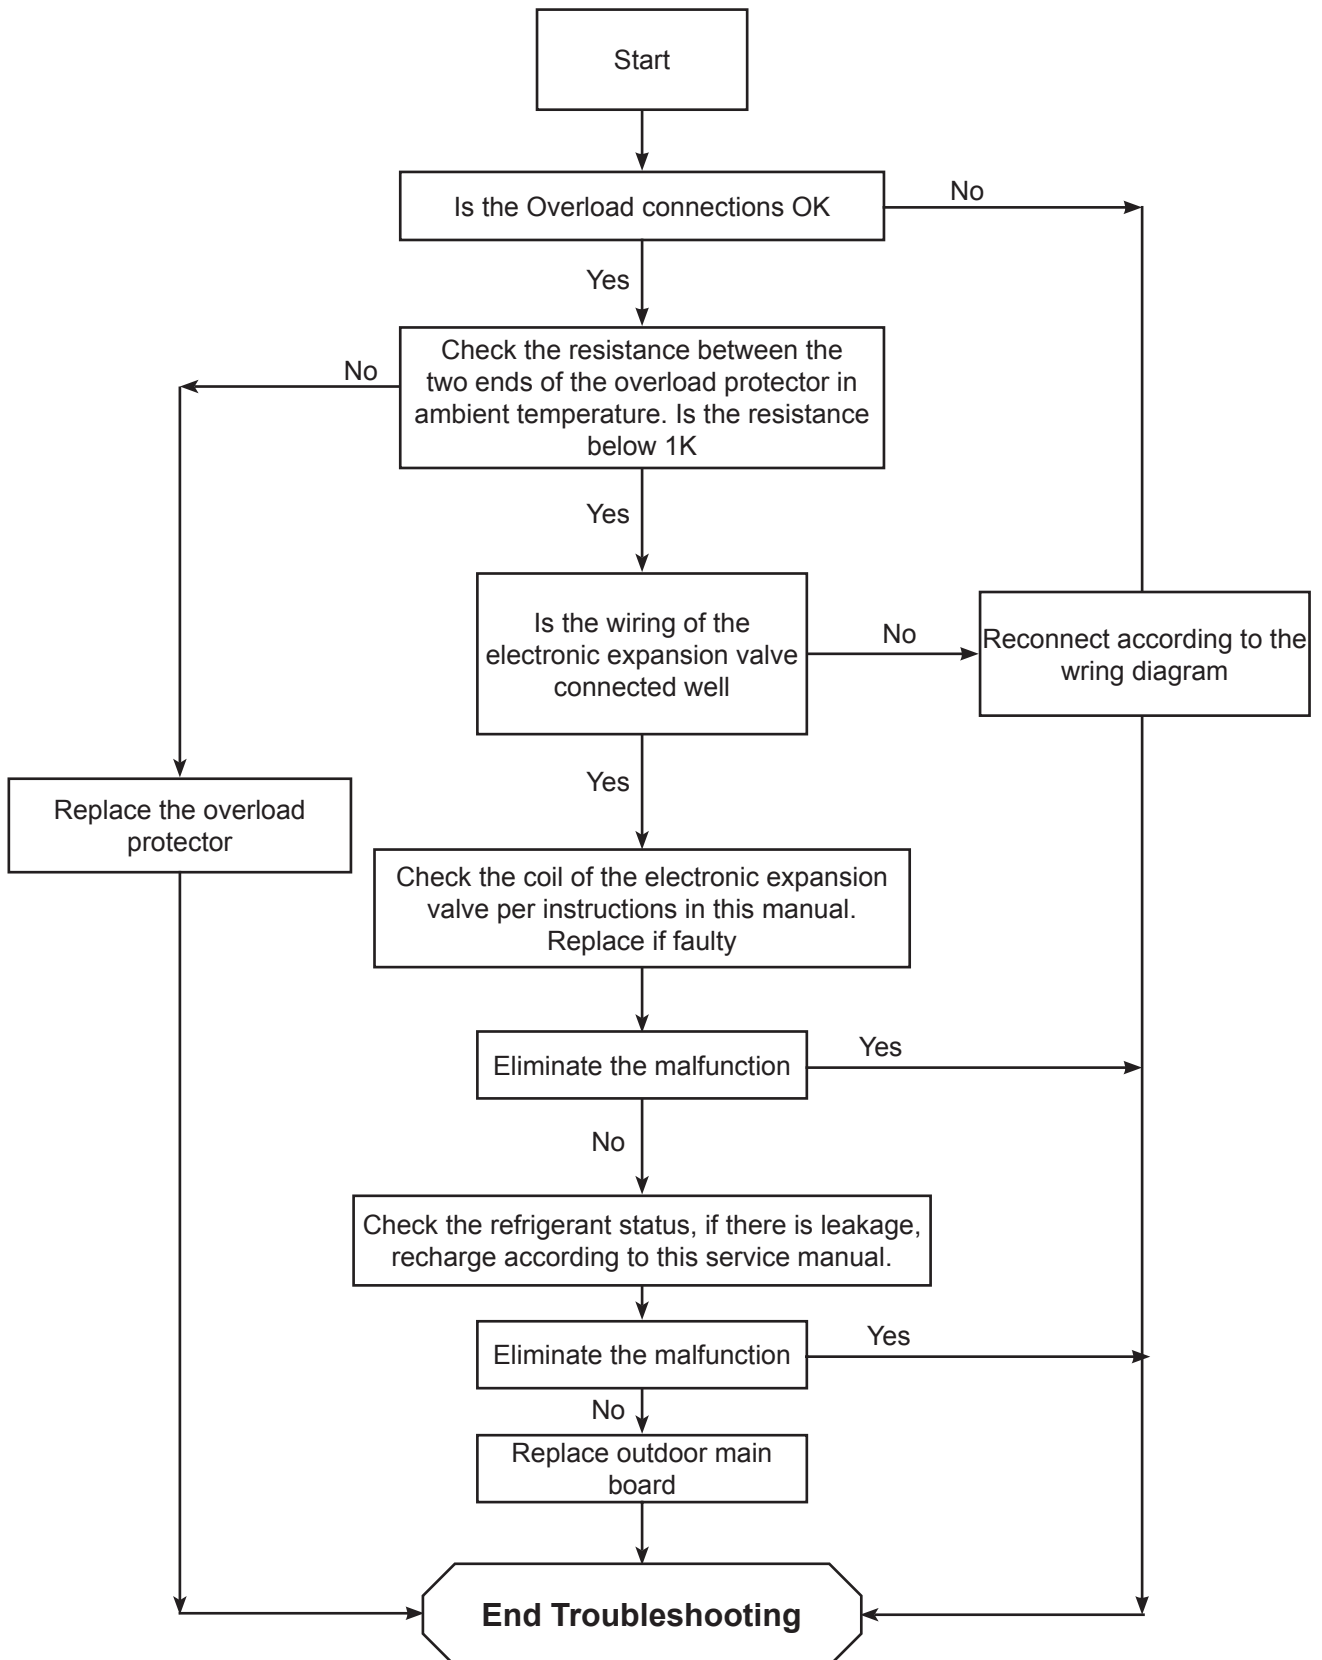 Start
Is the Overload connections OK
No
Yes
Check the resistance between the
two ends of the overload protector in
ambient temperature. Is the resistance
below 1K
No
Yes
Is the wiring of the
electronic expansion valve
connected well
No
Reconnect according to the
wring diagram
Yes
Replace the overload
protector
Check the coil of the electronic expansion
valve per instructions in this manual.
Replace if faulty
Eliminate the malfunction
Yes
No
Check the refrigerant status, if there is leakage,
recharge according to this service manual.
Eliminate the malfunction
Yes
No
Replace outdoor main
board
End Troubleshooting